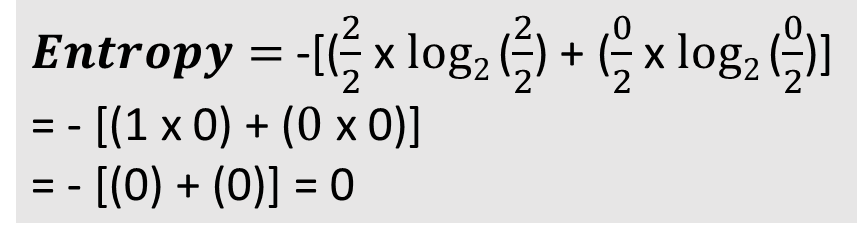 Entropy = -[(2/2 x log₂ (2/2) + (0/2 x log₂ (0/2)]
= - [(1 x 0) + (0 x 0)]
= - [(0) + (0)] = 0